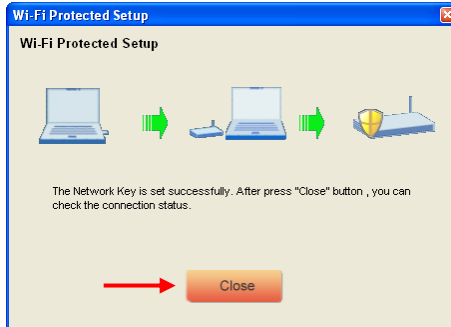 Wi-Fi Protected Setup
Wi-Fi Protected Setup
The Network Key is set successfully. After press "Close" button , you can
check the connection status.
Close